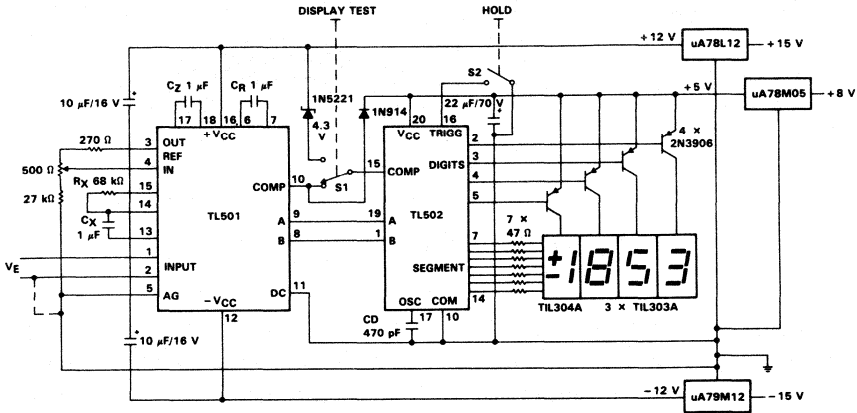 DISPLAY TEST
HOLD
+12 V
uA78L12
+15 V
CZ 1 µF
CR 1 µF
10 µF/16 V
17
18
16
6
7
+VCC
1N5221
4.3
V
1N914
S2
22 µF/70 V
+5 V
uA78M05
+8 V
20
16
VCC
TRIGG
4 ×
2N3906
270 Ω
3
OUT
REF
500 Ω
4
IN
RX 68 kΩ
15
27 kΩ
14
CX
1 µF
13
TL501
COMP
10
S1
15
COMP
TL502
DIGITS
2
3
4
5
A
9
19
A
B
8
1
B
7 ×
47 Ω
7
SEGMENT
14
±1853
VE
1
INPUT
2
5
AG
-VCC
12
DC
11
OSC
COM
CD
470 pF
17
10
TIL304A
3 × TIL303A
10 µF/16 V
-12 V
uA79M12
-15 V